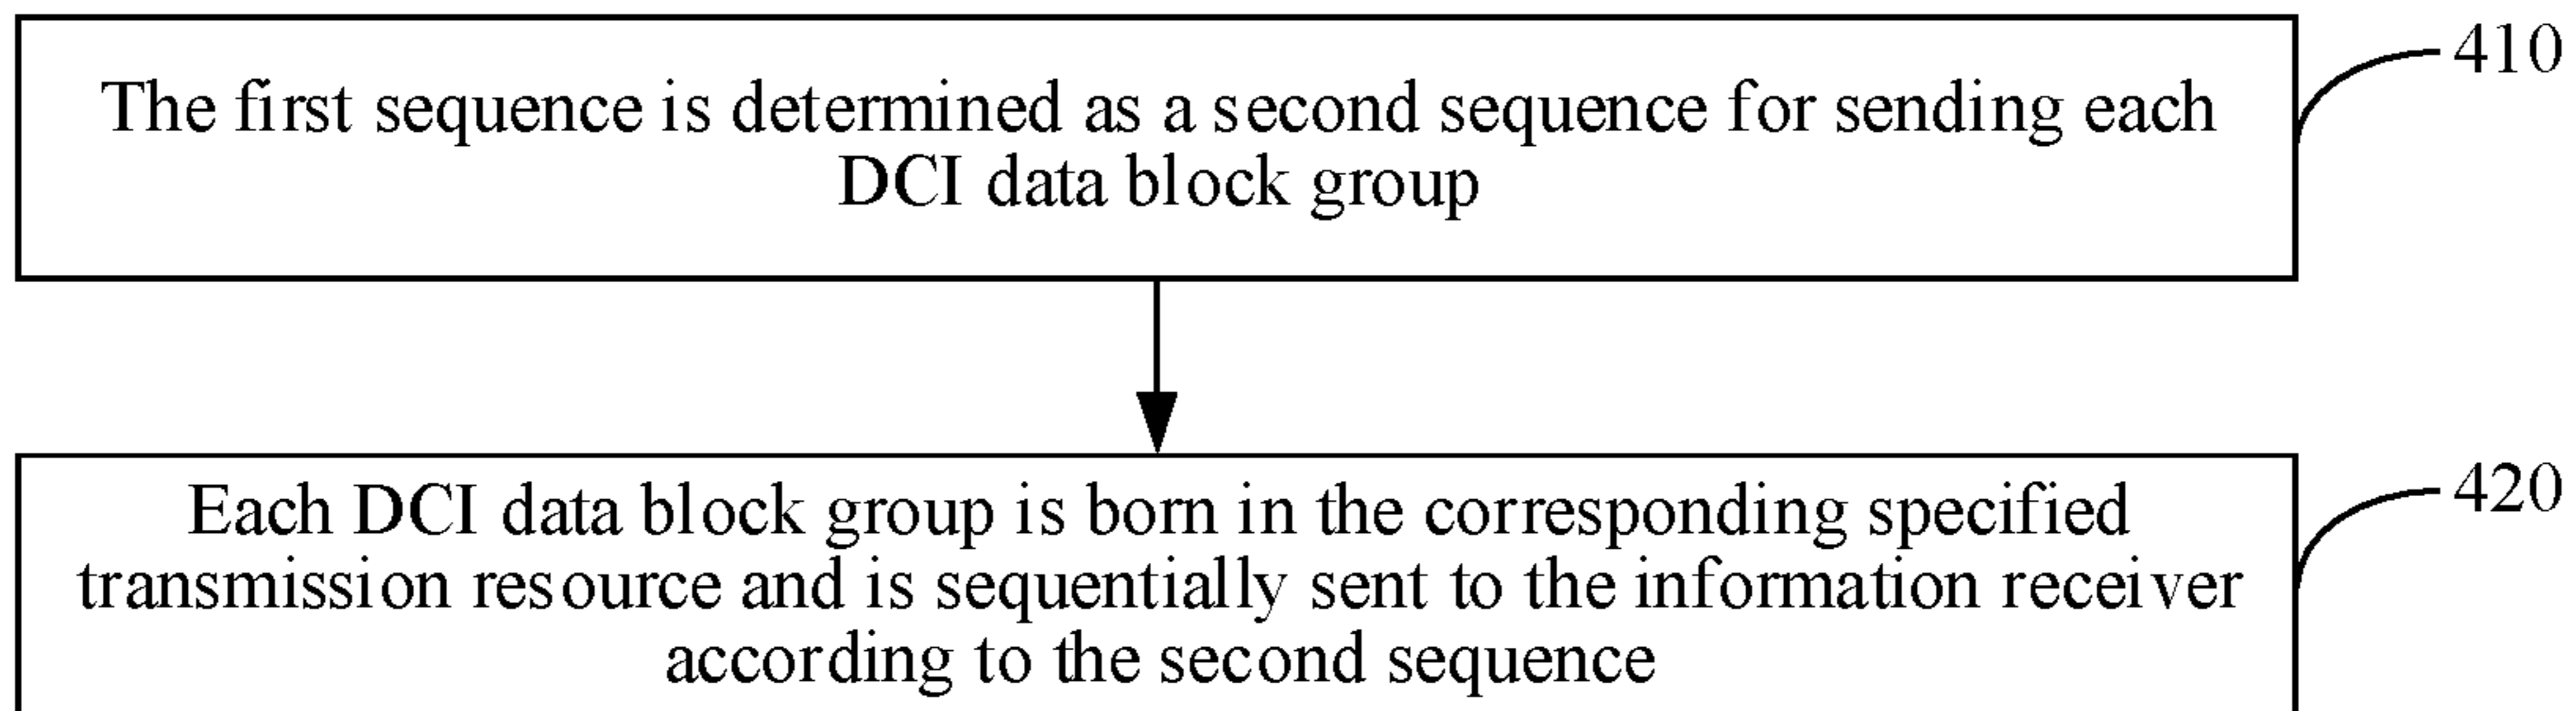 The first sequence is determined as a second sequence for sending each
DCI data block group
410
Each DCI data block group is born in the corresponding specified
transmission resource and is sequentially sent to the information receiver
according to the second sequence
420